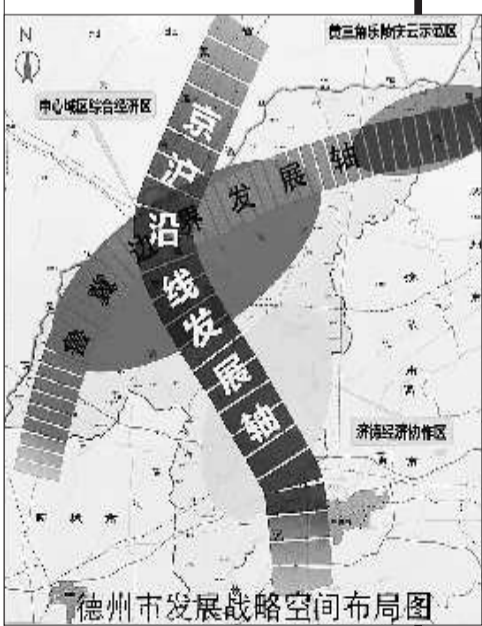 N
黄三角乐陵庆云示范区
中心城区综合经济区
京沪沿线发展轴
鲁冀边界发展轴
济德经济协作区
德州市发展战略空间布局图